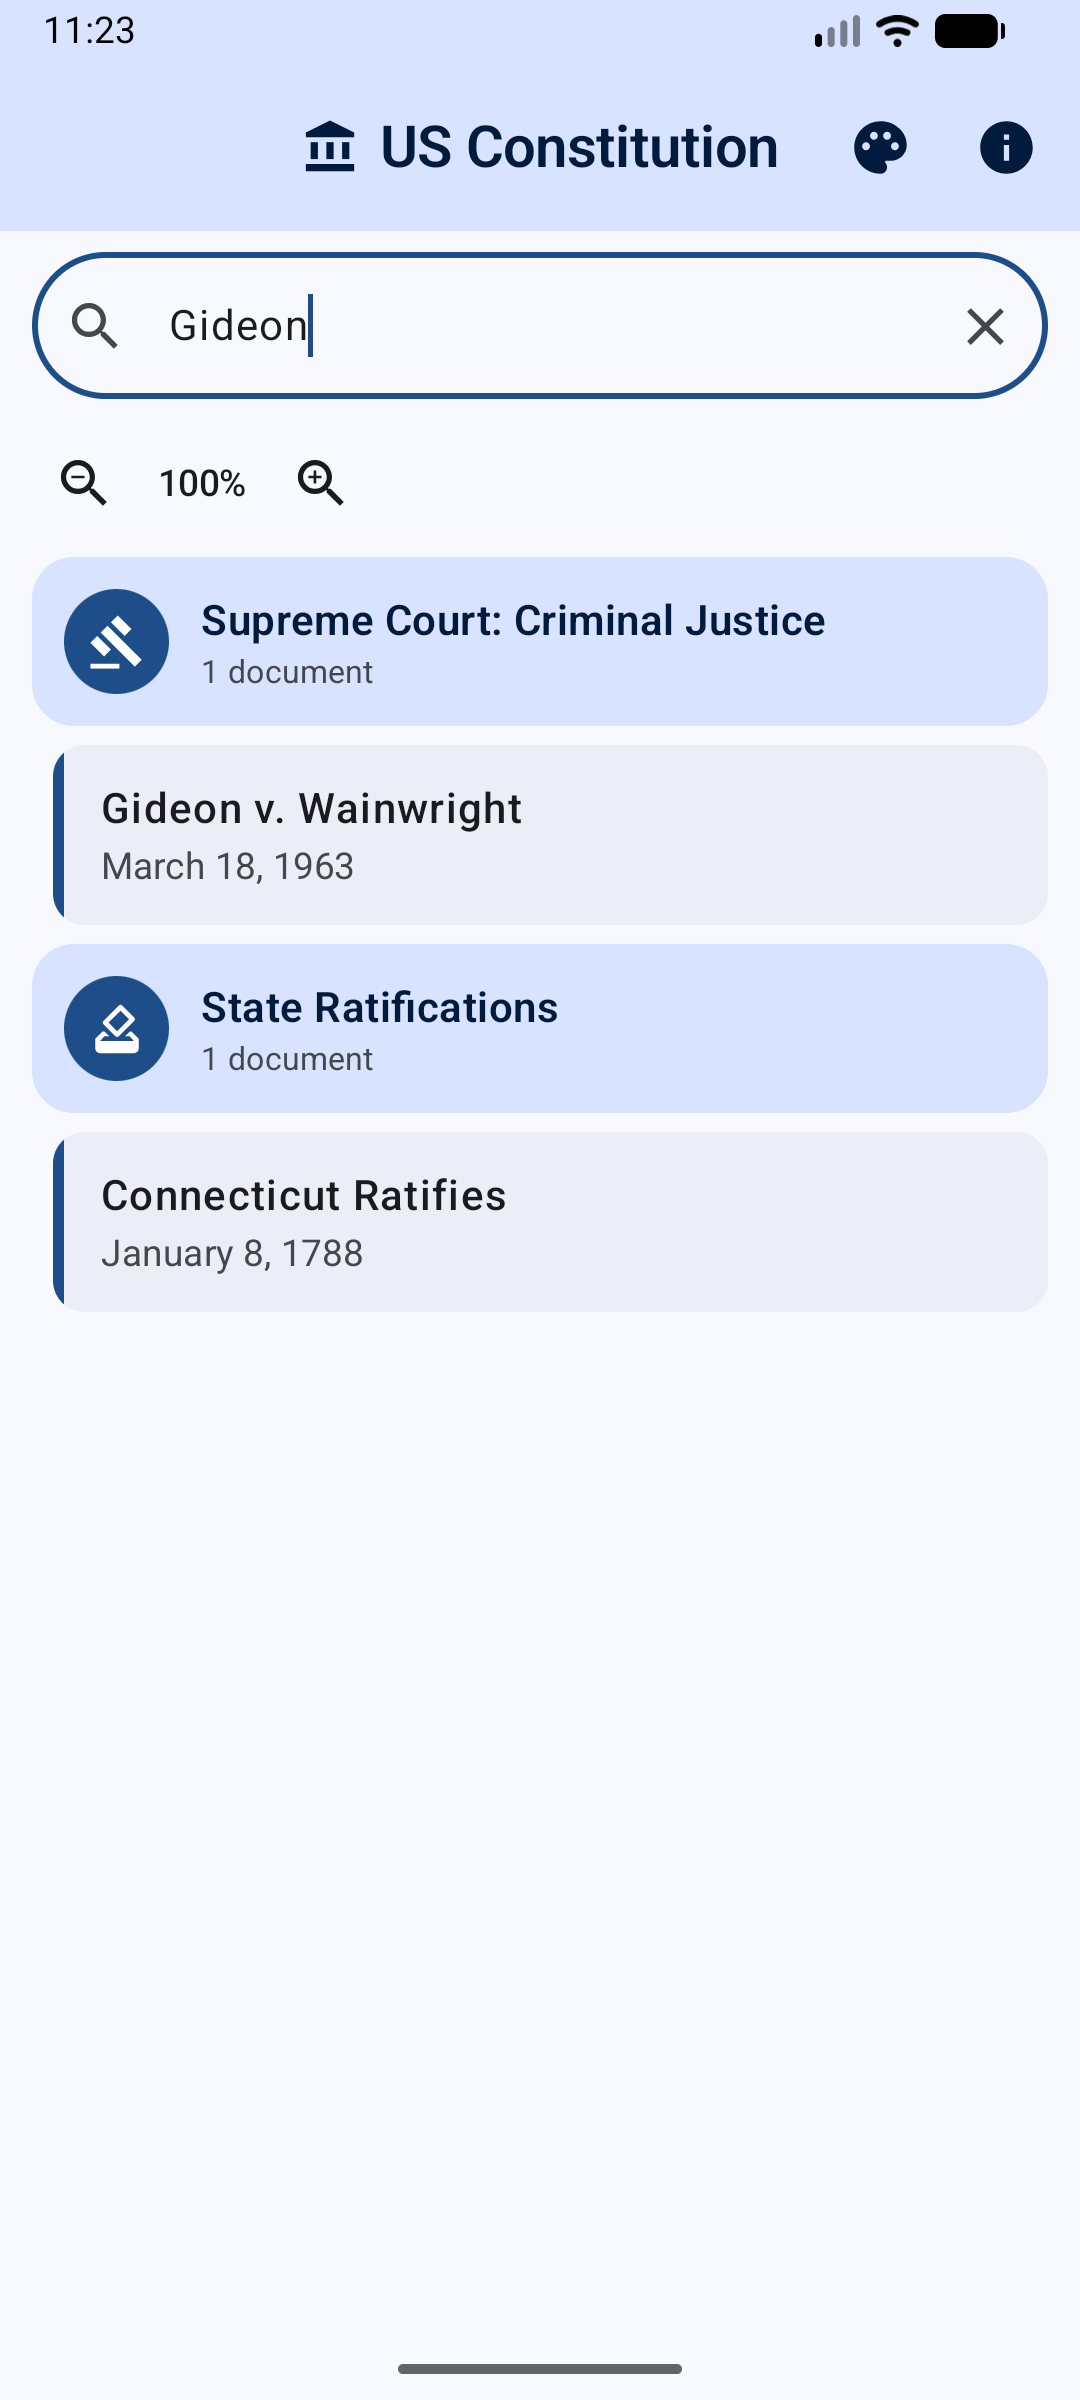 11:23
US Constitution
Gideon
100%
Supreme Court: Criminal Justice
1 document
Gideon v. Wainwright
March 18, 1963
State Ratifications
1 document
Connecticut Ratifies
January 8, 1788